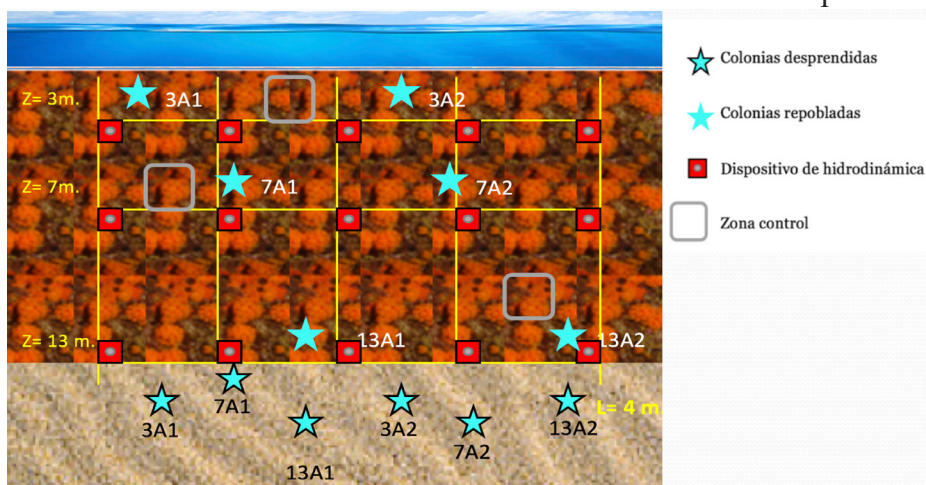 Colonias desprendidas
Z= 3m.
3A1
3A2
Colonias repobladas
Dispositivo de hidrodinámica
Z= 7m.
7A1
7A2
Zona control
Z= 13 m.
13A1
13A2
7A1
L= 4 m
3A1
3A2
13A2
7A2
13A1